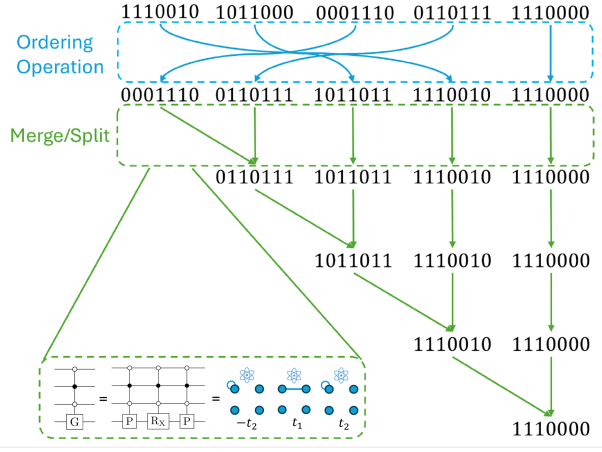 1110010 1011000 0001110 0110111 1110000
Ordering
Operation
0001110 0110111 1011011 1110010 1110000
Merge/Split
0110111 1011011 1110010 1110000
1011011 1110010 1110000
1110010 1110000
G = P R_X P = −t₂ t₁ t₂
1110000